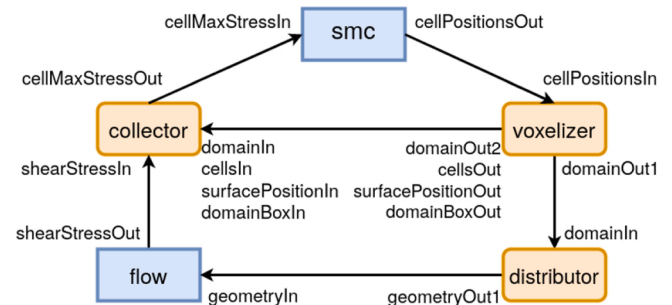 cellMaxStressIn
smc
cellPositionsOut
cellMaxStressOut
cellPositionsIn
collector
voxelizer
domainIn
cellsIn
surfacePositionIn
domainBoxIn
domainOut2
cellsOut
surfacePositionOut
domainBoxOut
shearStressIn
domainOut1
shearStressOut
domainIn
flow
distributor
geometryIn
geometryOut1